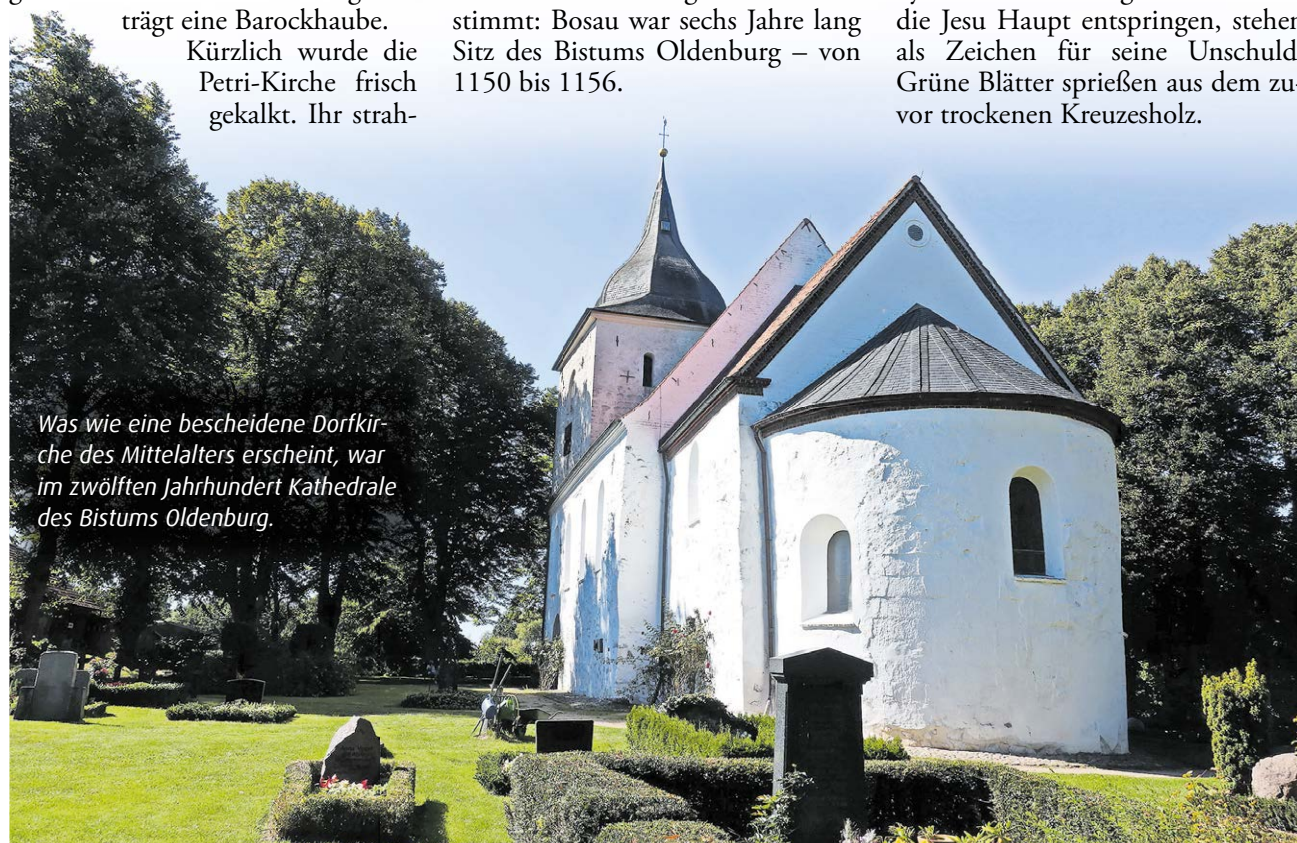 trägt eine Barockhaube.
Kürzlich wurde die
Petri-Kirche frisch
gekalkt. Ihr strah-
stimmt: Bosau war sechs Jahre lang
Sitz des Bistums Oldenburg – von
1150 bis 1156.
die Jesu Haupt entspringen, stehen
als Zeichen für seine Unschuld.
Grüne Blätter sprießen aus dem zu-
vor trockenen Kreuzesholz.
Was wie eine bescheidene Dorfkir-
che des Mittelalters erscheint, war
im zwölften Jahrhundert Kathedrale
des Bistums Oldenburg.